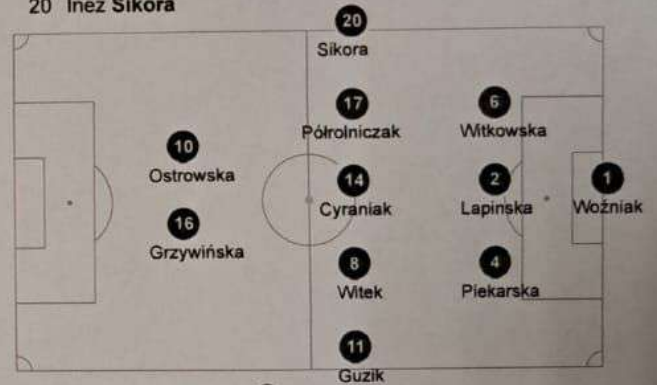 20 Inez Sikora
20
Sikora
17
Półrolniczak
6
Witkowska
10
Ostrowska
14
Cyraniak
2
Lapinska
1
Woźniak
16
Grzywińska
8
Witek
4
Piekarska
11
Guzik